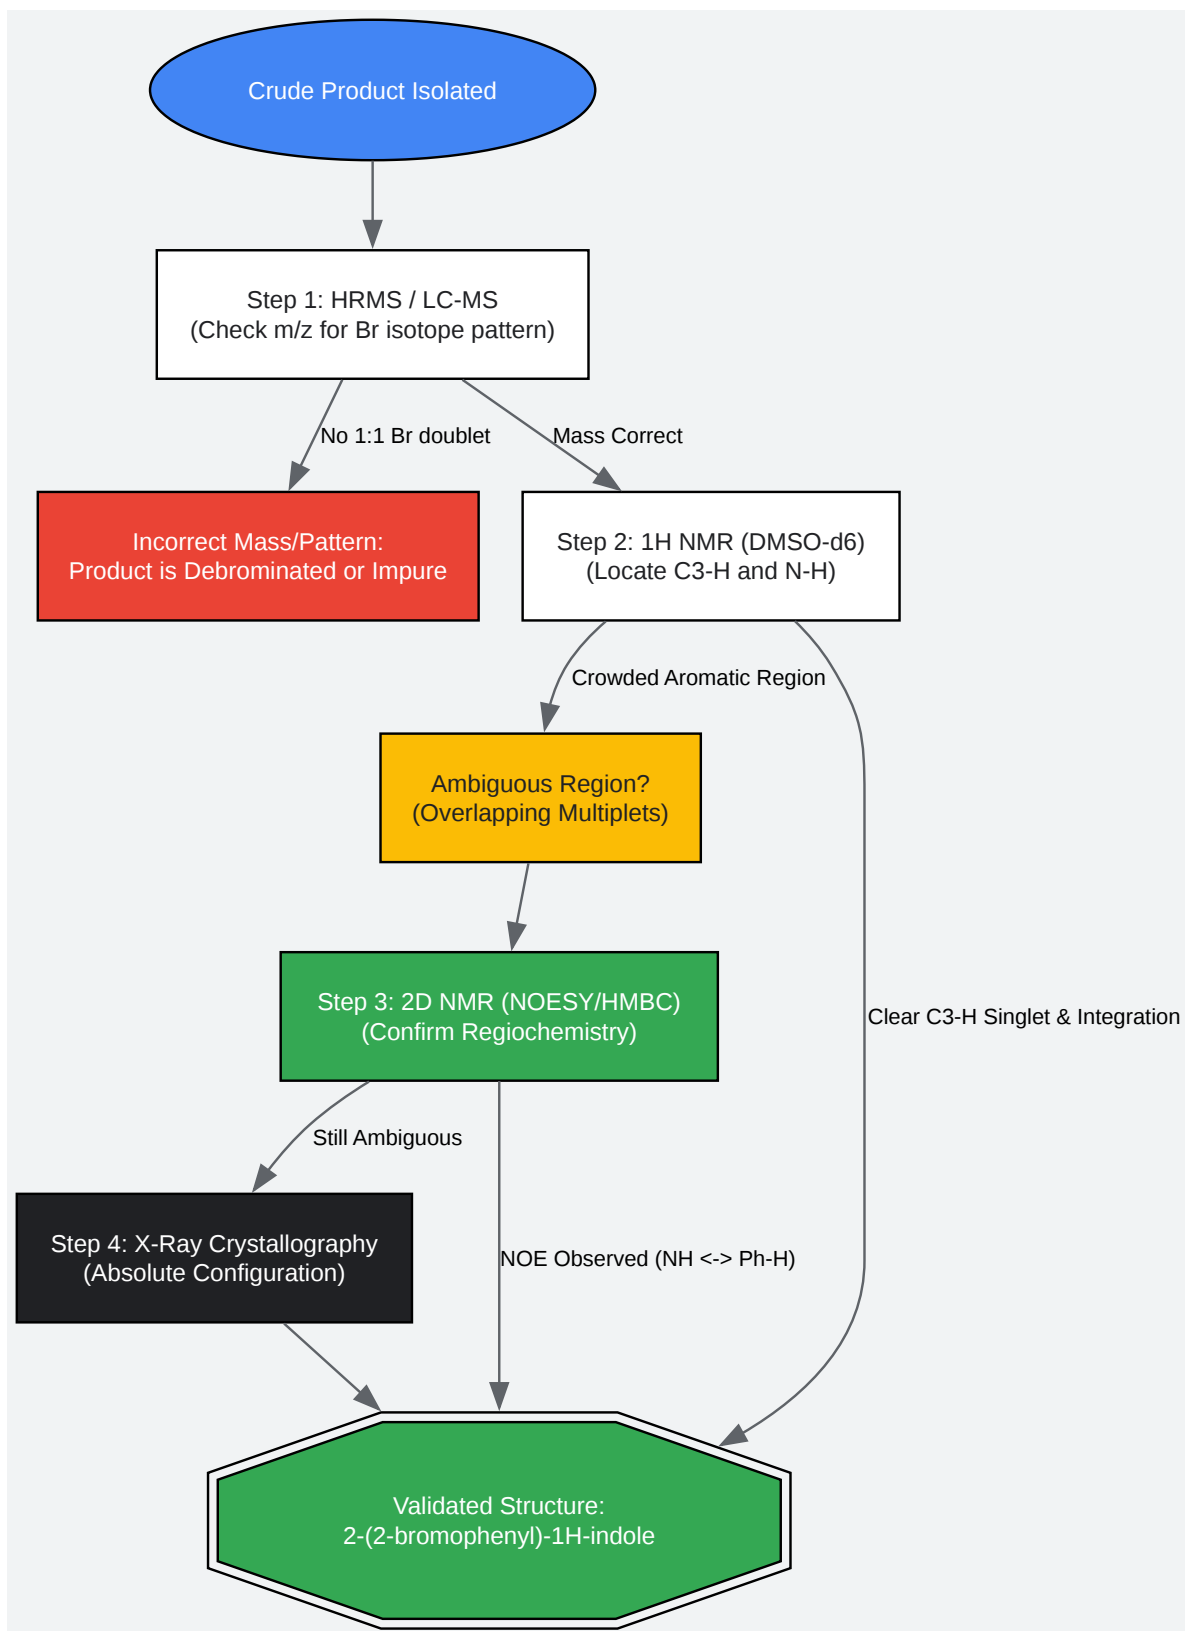 Crude Product Isolated
Step 1: HRMS / LC-MS
(Check m/z for Br isotope pattern)
No 1:1 Br doublet
Mass Correct
Incorrect Mass/Pattern:
Product is Debrominated or Impure
Step 2: 1H NMR (DMSO-d6)
(Locate C3-H and N-H)
Crowded Aromatic Region
Ambiguous Region?
(Overlapping Multiplets)
Step 3: 2D NMR (NOESY/HMBC)
(Confirm Regiochemistry)
Clear C3-H Singlet & Integration
Still Ambiguous
Step 4: X-Ray Crystallography
(Absolute Configuration)
NOE Observed (NH <-> Ph-H)
Validated Structure:
2-(2-bromophenyl)-1H-indole